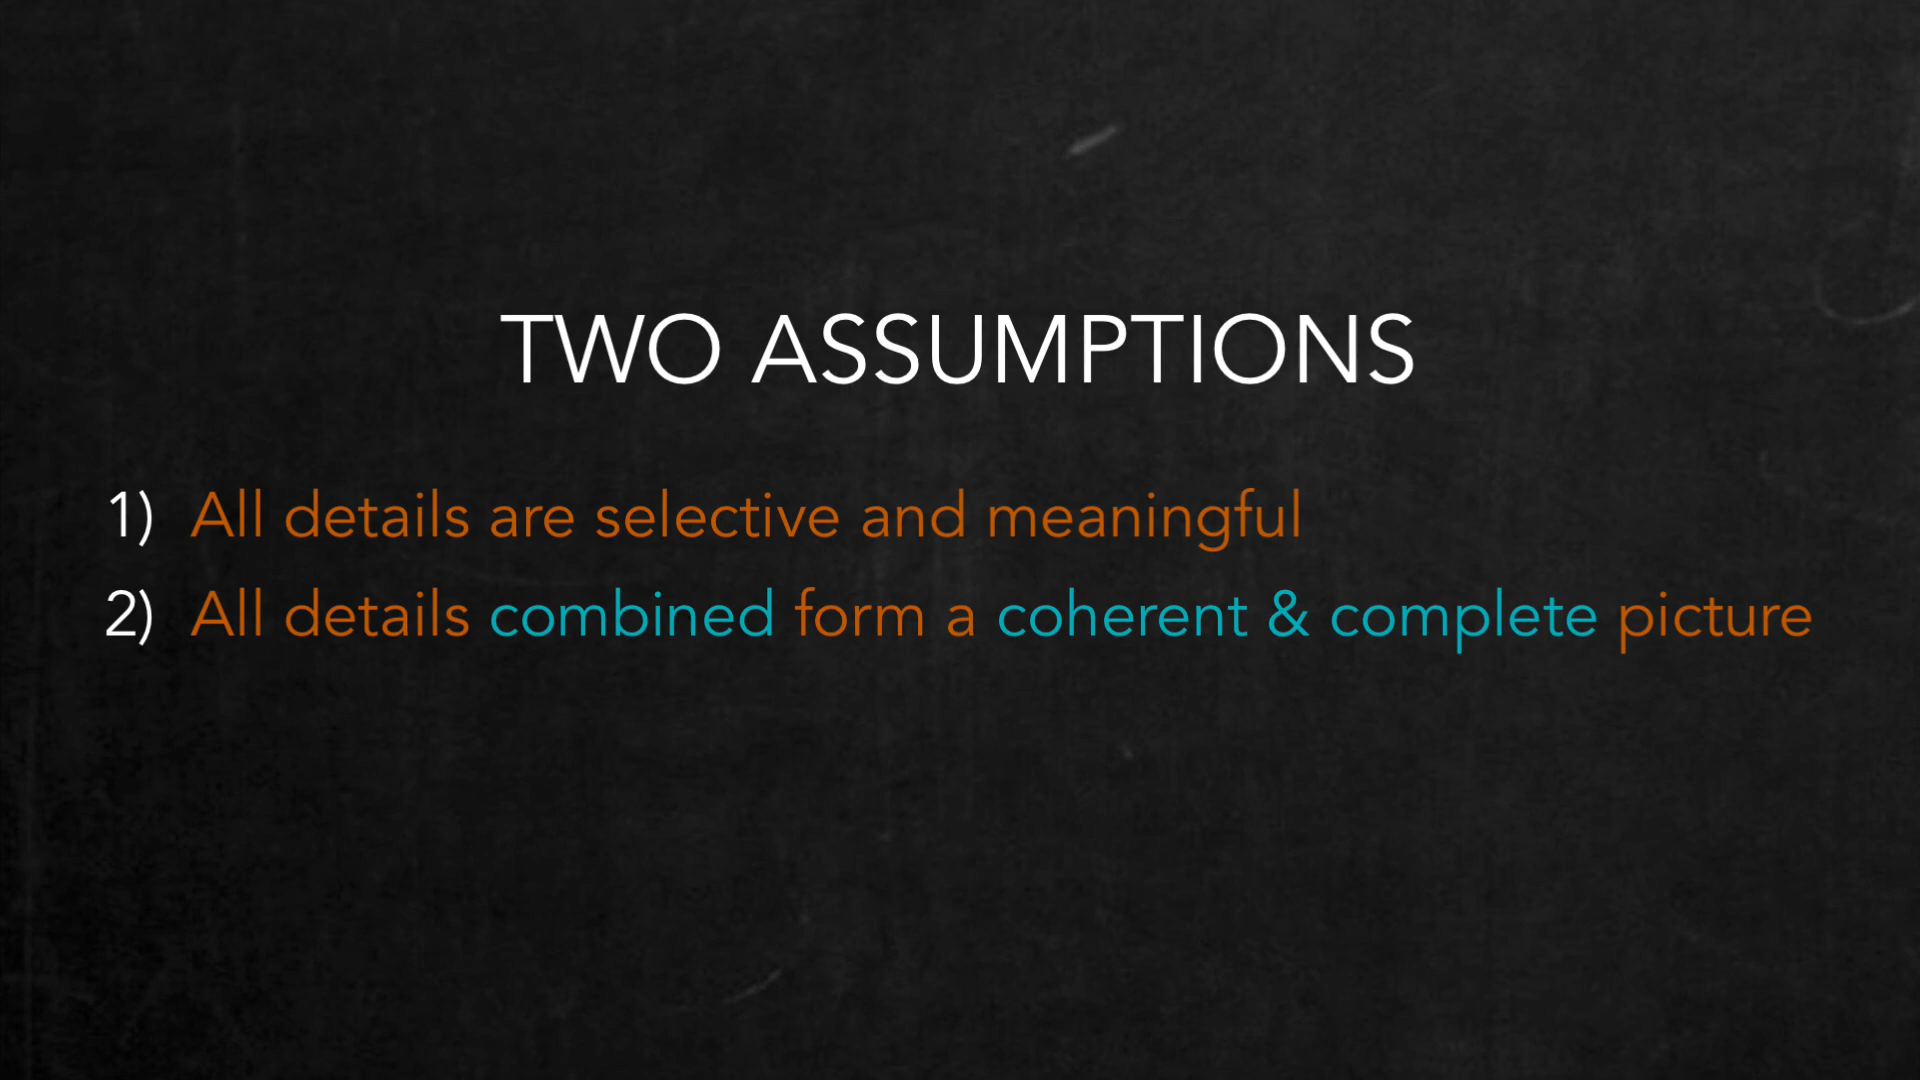 TWO ASSUMPTIONS
1) All details are selective and meaningful
2) All details combined form a coherent & complete picture